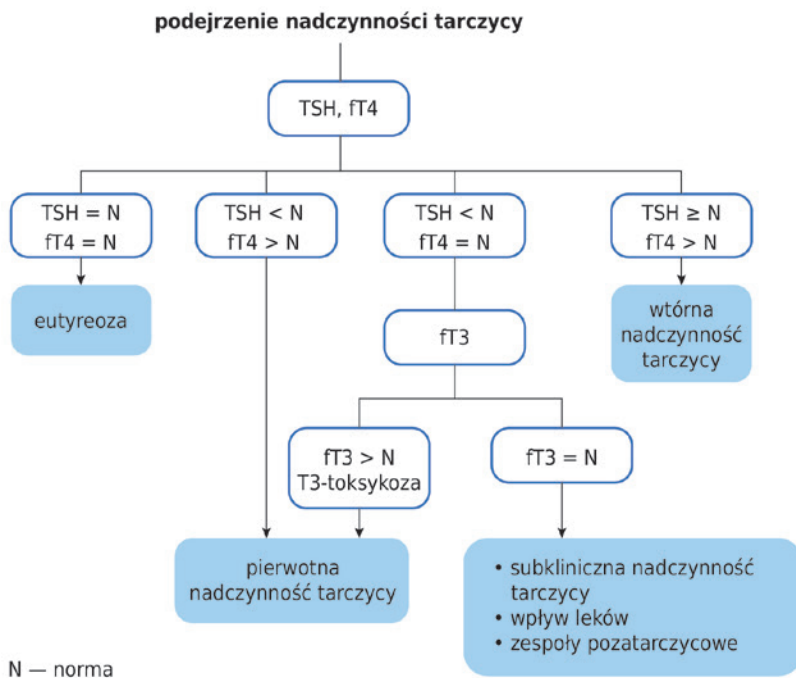 podejrzenie nadczynności tarczycy
TSH, fT4
TSH = N
fT4 = N
TSH < N
fT4 > N
TSH < N
fT4 = N
TSH ≥ N
fT4 > N
eutyreoza
wtórna
nadczynność
tarczycy
fT3
fT3 > N
T3-toksykoza
fT3 = N
pierwotna
nadczynność tarczycy
• subkliniczna nadczynność
tarczycy
• wpływ leków
• zespoły pozatarczycowe
N — norma